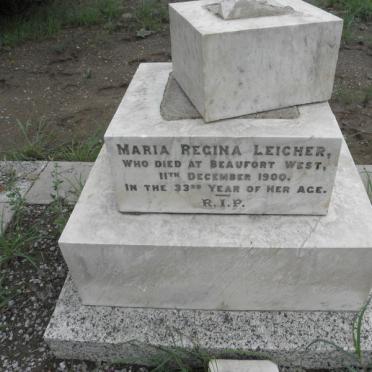 MARIA REGINA LEICHER,
WHO DIED AT BEAUFORT WEST,
11TH DECEMBER 1900.
IN THE 33RD YEAR OF HER AGE.
R.I.P.